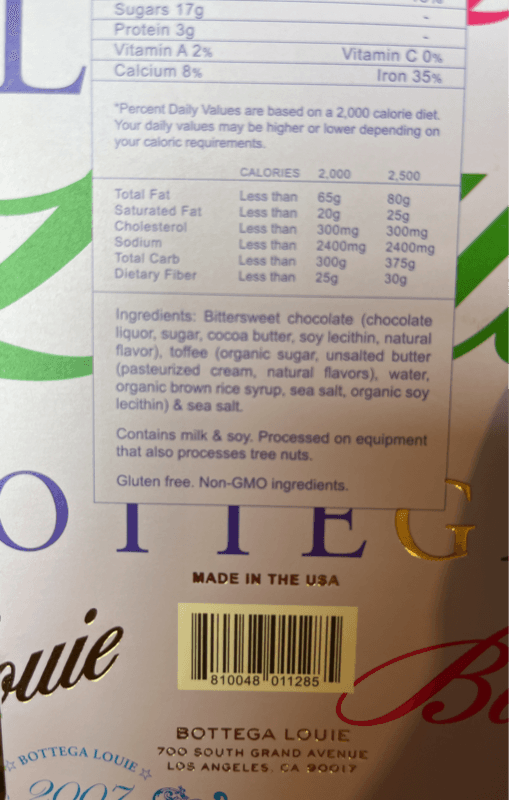 Sugars 17g -
Protein 3g -
Vitamin A 2% Vitamin C 0%
Calcium 8% Iron 35%
*Percent Daily Values are based on a 2,000 calorie diet.
Your daily values may be higher or lower depending on
your caloric requirements.
CALORIES 2,000 2,500
Total Fat Less than 65g 80g
Saturated Fat Less than 20g 25g
Cholesterol Less than 300mg 300mg
Sodium Less than 2400mg 2400mg
Total Carb Less than 300g 375g
Dietary Fiber Less than 25g 30g
Ingredients: Bittersweet chocolate (chocolate
liquor, sugar, cocoa butter, soy lecithin, natural
flavor), toffee (organic sugar, unsalted butter
(pasteurized cream, natural flavors), water,
organic brown rice syrup, sea salt, organic soy
lecithin) & sea salt.
Contains milk & soy. Processed on equipment
that also processes tree nuts.
Gluten free. Non-GMO ingredients.
OTTEG
MADE IN THE USA
ouie
810048 011285
Bo
BOTTEGA LOUIE
700 SOUTH GRAND AVENUE
LOS ANGELES, CA 90017
BOTTEGA LOUIE
2007